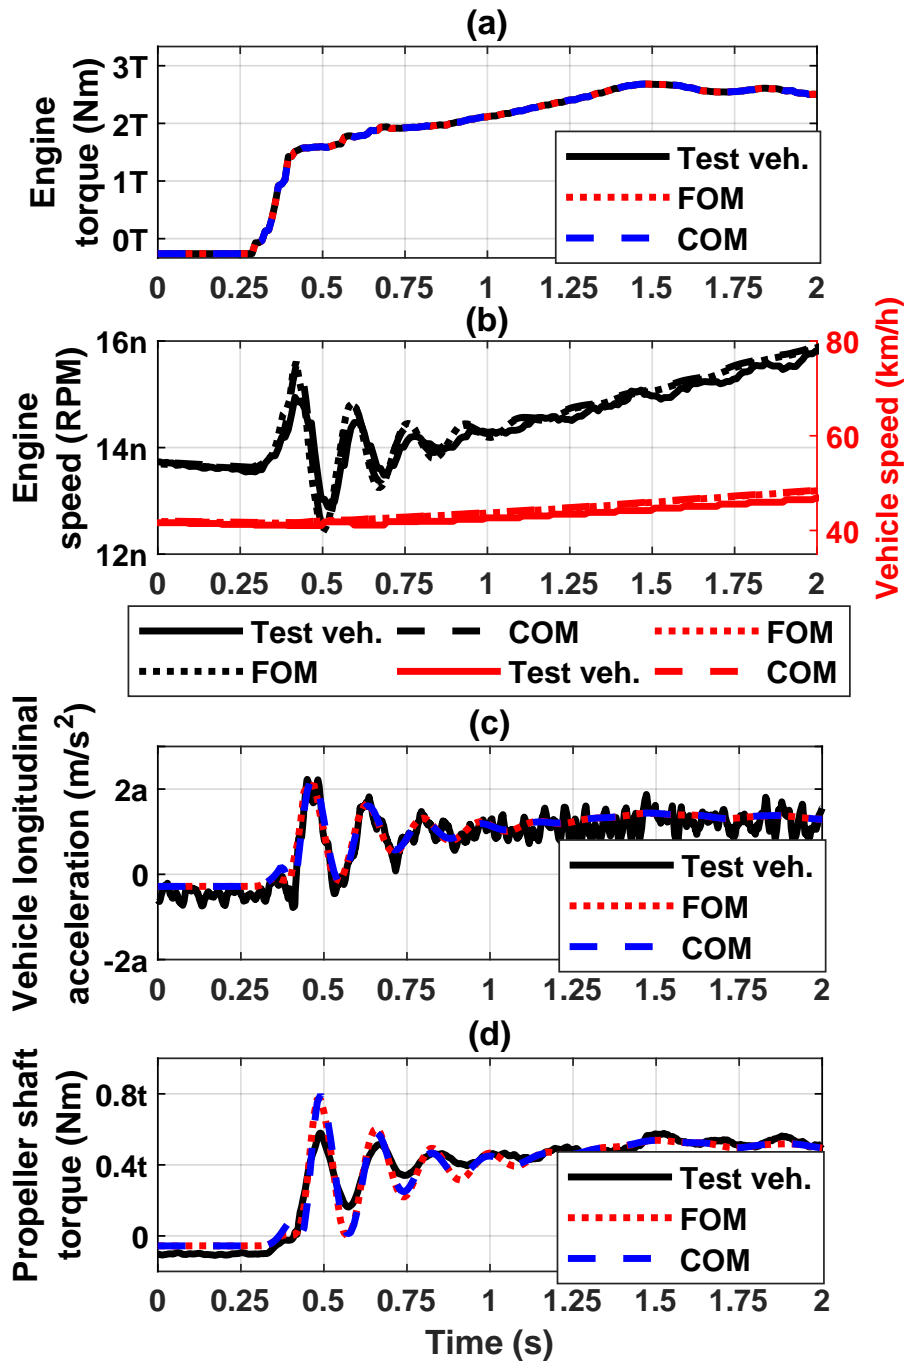 (a)
Engine
torque (Nm)
3T
2T
1T
0T
Test veh.
FOM
COM
0 0.25 0.5 0.75 1 1.25 1.5 1.75 2
(b)
Engine
speed (RPM)
16n
14n
12n
80
60
40
Vehicle speed (km/h)
0 0.25 0.5 0.75 1 1.25 1.5 1.75 2
Test veh. COM FOM
FOM Test veh. COM
(c)
Vehicle longitudinal
acceleration (m/s²)
2a
0
-2a
Test veh.
FOM
COM
0 0.25 0.5 0.75 1 1.25 1.5 1.75 2
(d)
Propeller shaft
torque (Nm)
0.8t
0.4t
0
Test veh.
FOM
COM
0 0.25 0.5 0.75 1 1.25 1.5 1.75 2
Time (s)